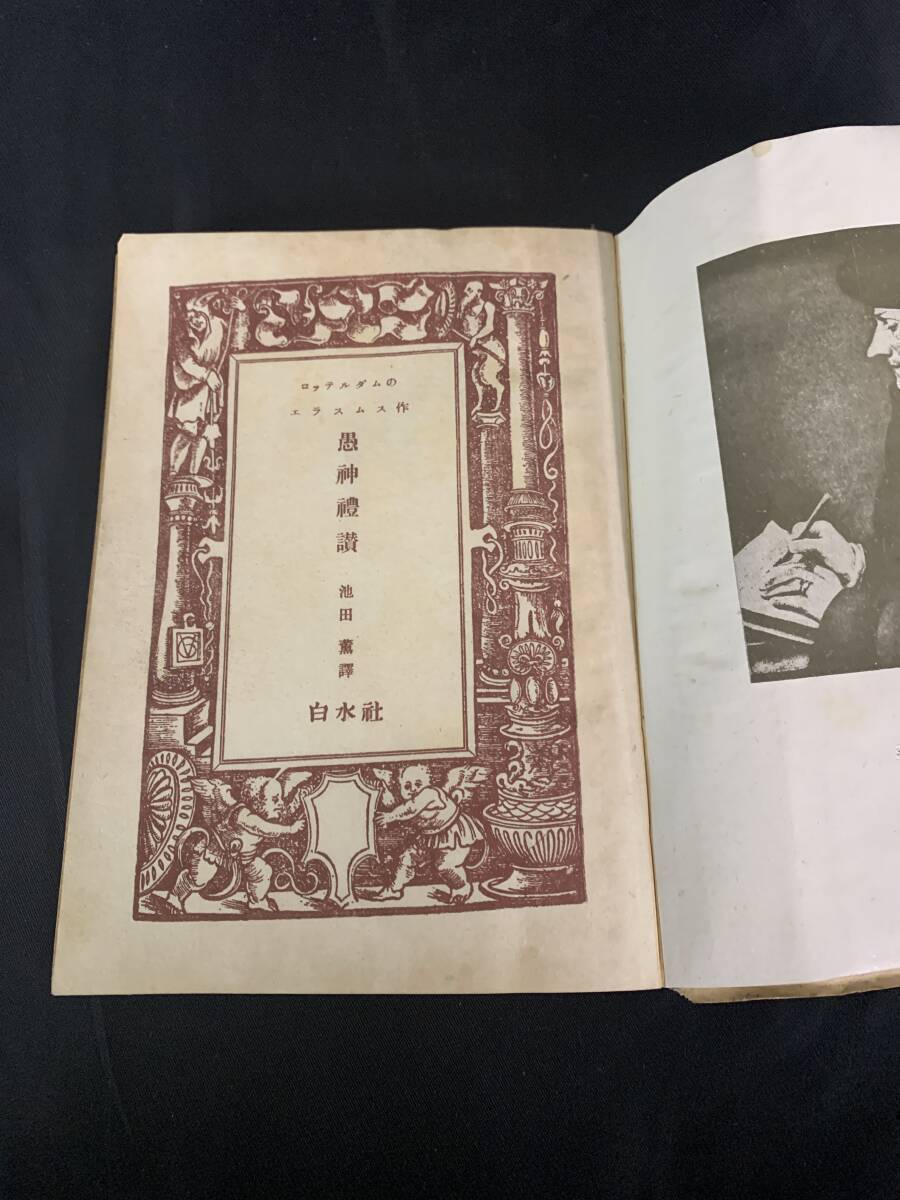 ロッテルダムの
エラスムス作
愚神禮讃
池田薫譯
白水社